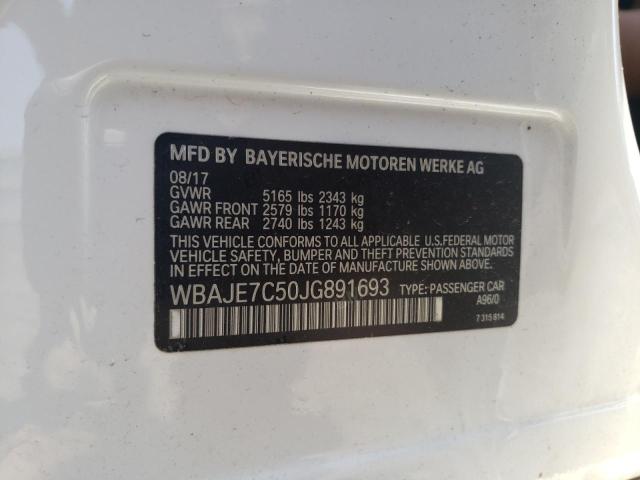 MFD BY BAYERISCHE MOTOREN WERKE AG
08/17
GVWR 5165 lbs 2343 kg
GAWR FRONT 2579 lbs 1170 kg
GAWR REAR 2740 lbs 1243 kg
THIS VEHICLE CONFORMS TO ALL APPLICABLE U.S.FEDERAL MOTOR
VEHICLE SAFETY, BUMPER AND THEFT PREVENTION STANDARDS
IN EFFECT ON THE DATE OF MANUFACTURE SHOWN ABOVE.
WBAJE7C50JG891693 TYPE: PASSENGER CAR
A96/0
7 315 814